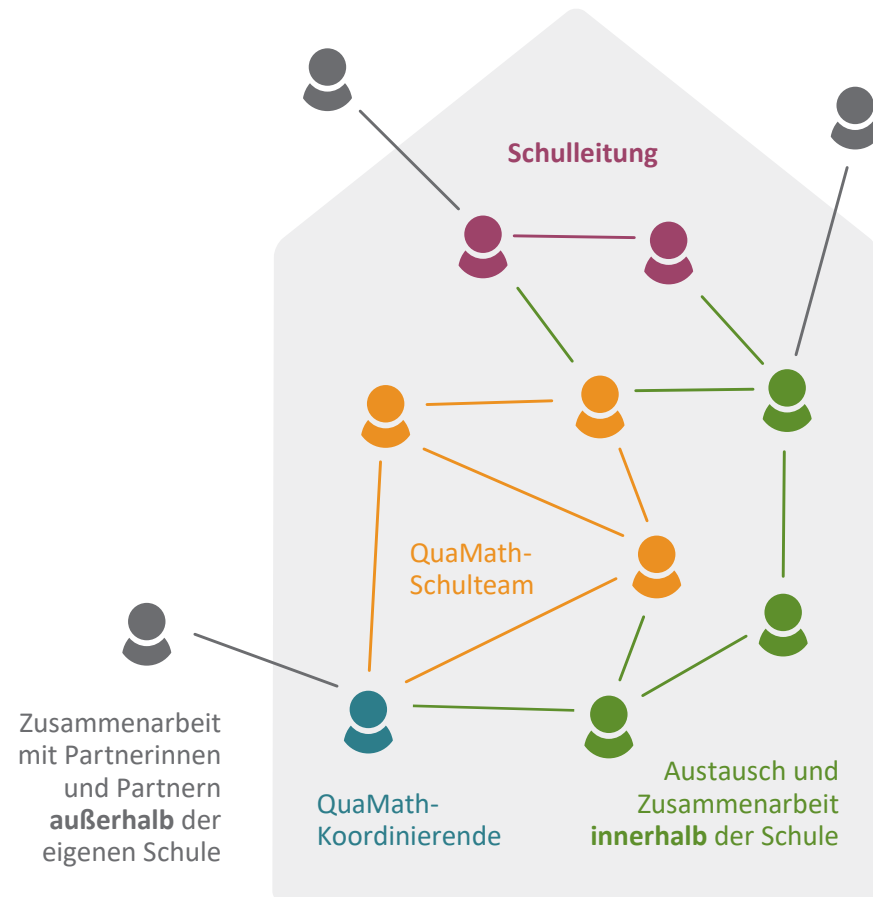 Schulleitung
QuaMath-
Schulteam
Zusammenarbeit
mit Partnerinnen
und Partnern
außerhalb der
eigenen Schule
QuaMath-
Koordinierende
Austausch und
Zusammenarbeit
innerhalb der Schule